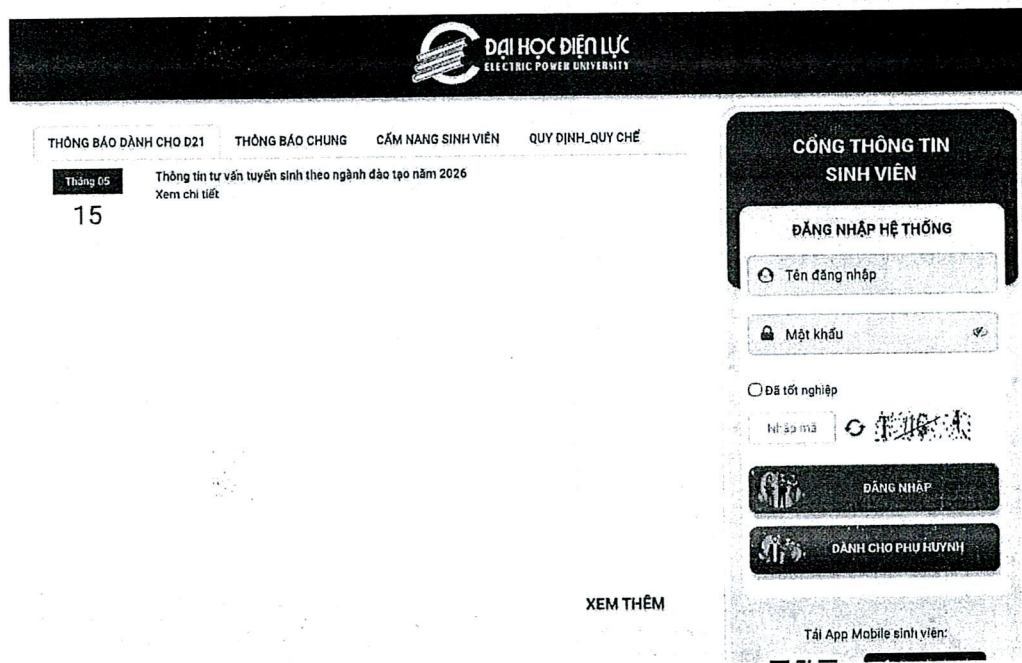 ĐẠI HỌC ĐIỆN LỰC
ELECTRIC POWER UNIVERSITY
THÔNG BÁO DÀNH CHO D21 THÔNG BÁO CHUNG CẨM NANG SINH VIÊN QUY ĐỊNH_QUY CHẾ
Tháng 05
15
Thông tin tư vấn tuyển sinh theo ngành đào tạo năm 2026
Xem chi tiết
XEM THÊM
CỔNG THÔNG TIN
SINH VIÊN
ĐĂNG NHẬP HỆ THỐNG
Tên đăng nhập
Mật khẩu
Đã tốt nghiệp
Nhập mã
ĐĂNG NHẬP
DÀNH CHO PHỤ HUYNH
Tải App Mobile sinh viên: